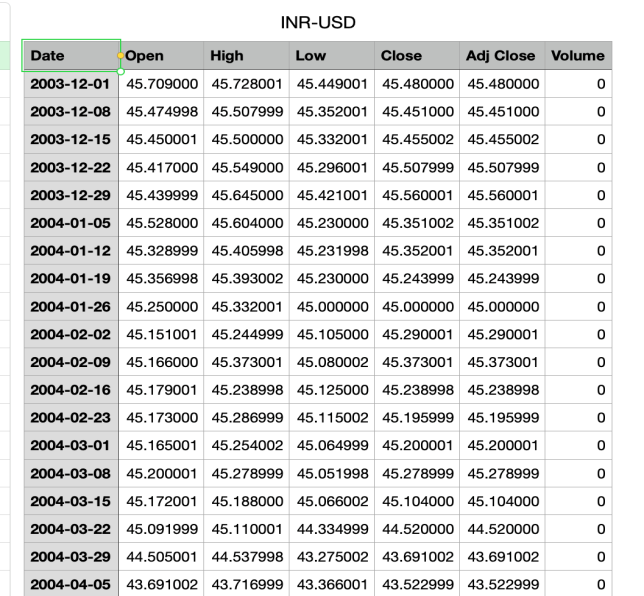 INR-USD
Date Open High Low Close Adj Close Volume
2003-12-01 45.709000 45.728001 45.449001 45.480000 45.480000 0
2003-12-08 45.474998 45.507999 45.352001 45.451000 45.451000 0
2003-12-15 45.450001 45.500000 45.332001 45.455002 45.455002 0
2003-12-22 45.417000 45.549000 45.296001 45.507999 45.507999 0
2003-12-29 45.439999 45.645000 45.421001 45.560001 45.560001 0
2004-01-05 45.528000 45.604000 45.230000 45.351002 45.351002 0
2004-01-12 45.328999 45.405998 45.231998 45.352001 45.352001 0
2004-01-19 45.356998 45.393002 45.230000 45.243999 45.243999 0
2004-01-26 45.250000 45.332001 45.000000 45.000000 45.000000 0
2004-02-02 45.151001 45.244999 45.105000 45.290001 45.290001 0
2004-02-09 45.166000 45.373001 45.080002 45.373001 45.373001 0
2004-02-16 45.179001 45.238998 45.125000 45.238998 45.238998 0
2004-02-23 45.173000 45.286999 45.115002 45.195999 45.195999 0
2004-03-01 45.165001 45.254002 45.064999 45.200001 45.200001 0
2004-03-08 45.200001 45.278999 45.051998 45.278999 45.278999 0
2004-03-15 45.172001 45.188000 45.066002 45.104000 45.104000 0
2004-03-22 45.091999 45.110001 44.334999 44.520000 44.520000 0
2004-03-29 44.505001 44.537998 43.275002 43.691002 43.691002 0
2004-04-05 43.691002 43.716999 43.366001 43.522999 43.522999 0